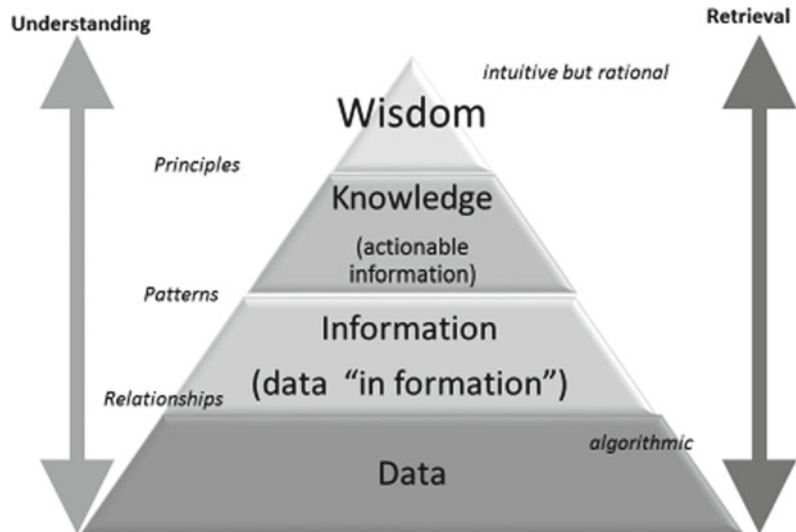 Understanding
Retrieval
intuitive but rational
Wisdom
Principles
Knowledge
(actionable
information)
Patterns
Information
(data “in formation”)
Relationships
algorithmic
Data